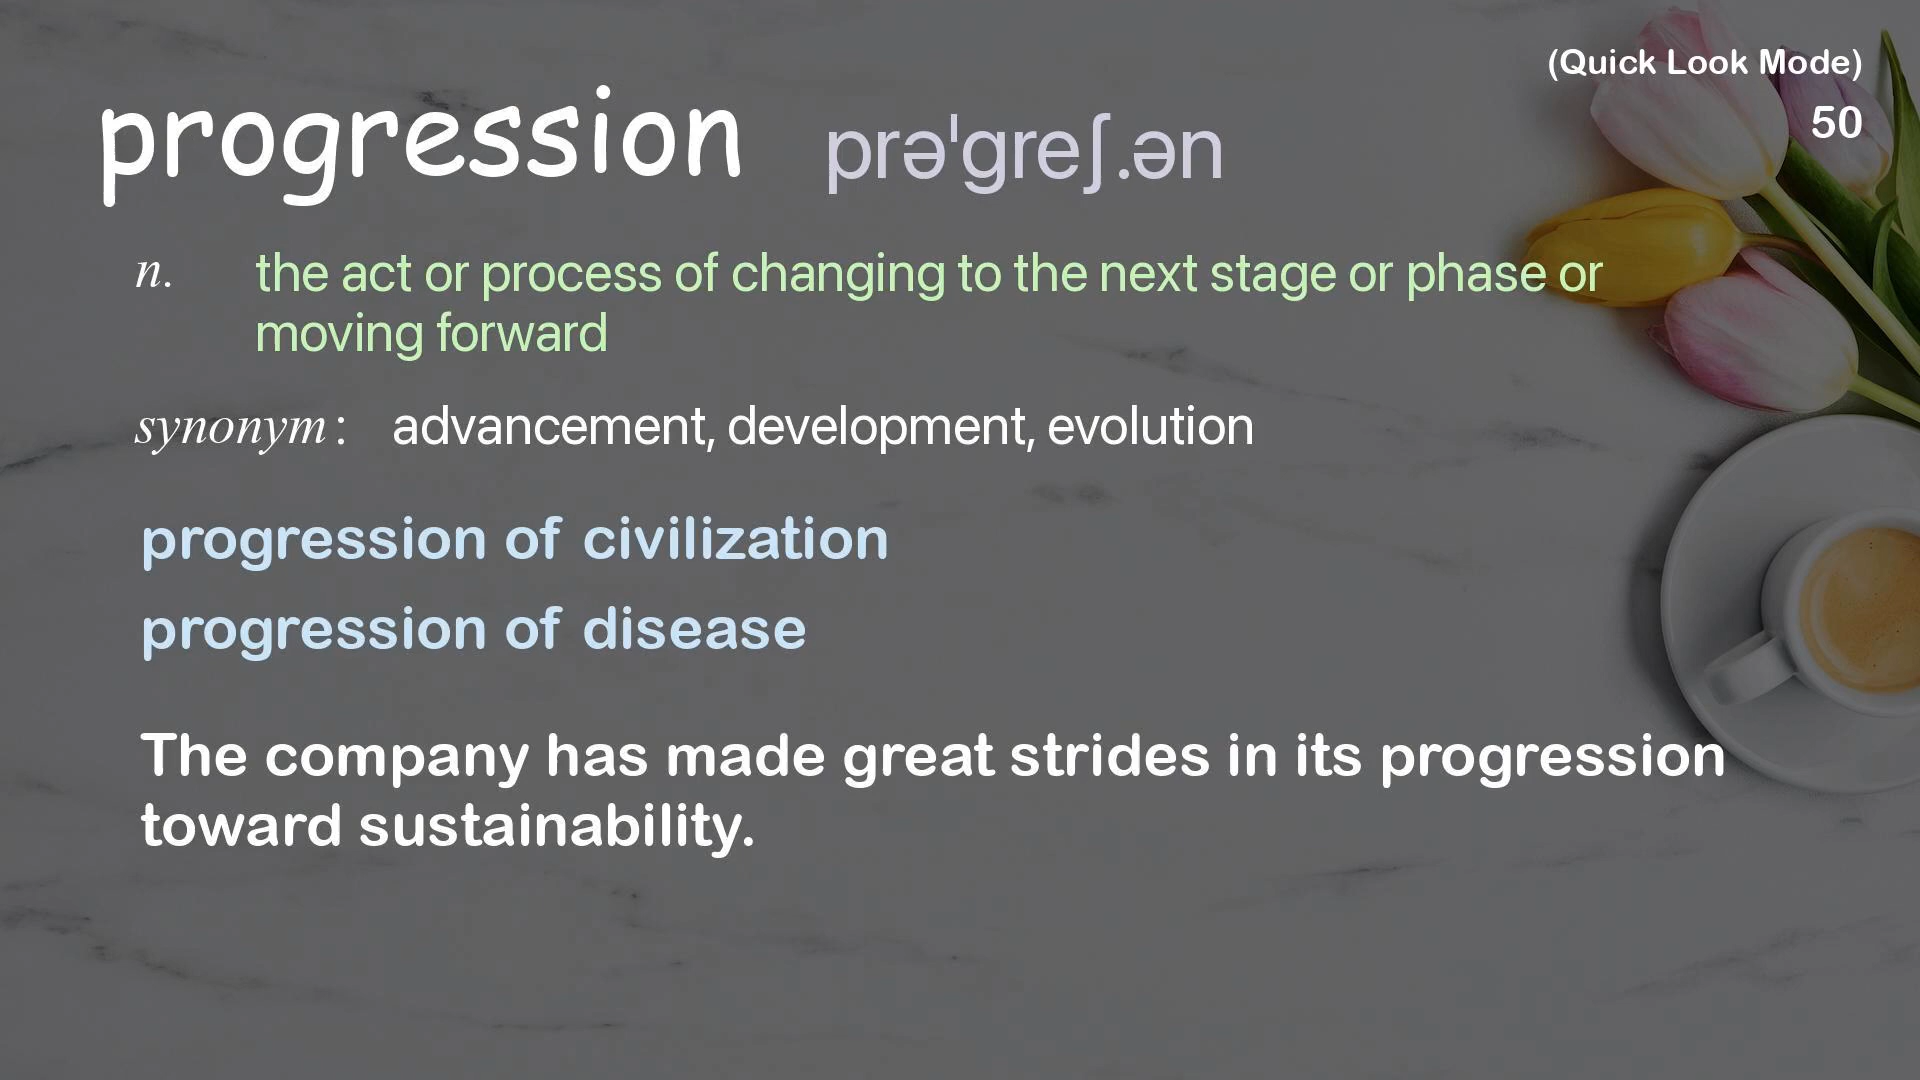 (Quick Look Mode)
50
progression prəˈgreʃ.ən
n. the act or process of changing to the next stage or phase or
moving forward
synonym: advancement, development, evolution
progression of civilization
progression of disease
The company has made great strides in its progression
toward sustainability.